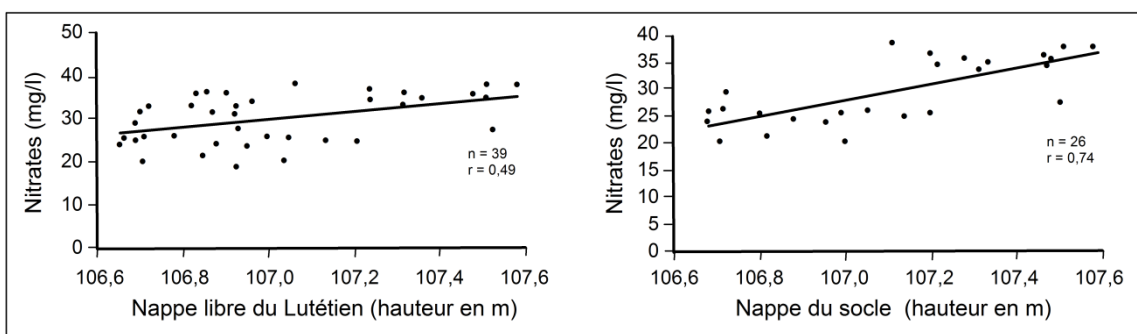 Nitrates (mg/l)
50
40
30
20
10
0
106,6 106,8 107,0 107,2 107,4 107,6
Nappe libre du Lutétien (hauteur en m)
n = 39
r = 0,49
Nitrates (mg/l)
40
35
30
25
20
15
10
5
0
106,6 106,8 107,0 107,2 107,4 107,6
Nappe du socle (hauteur en m)
n = 26
r = 0,74